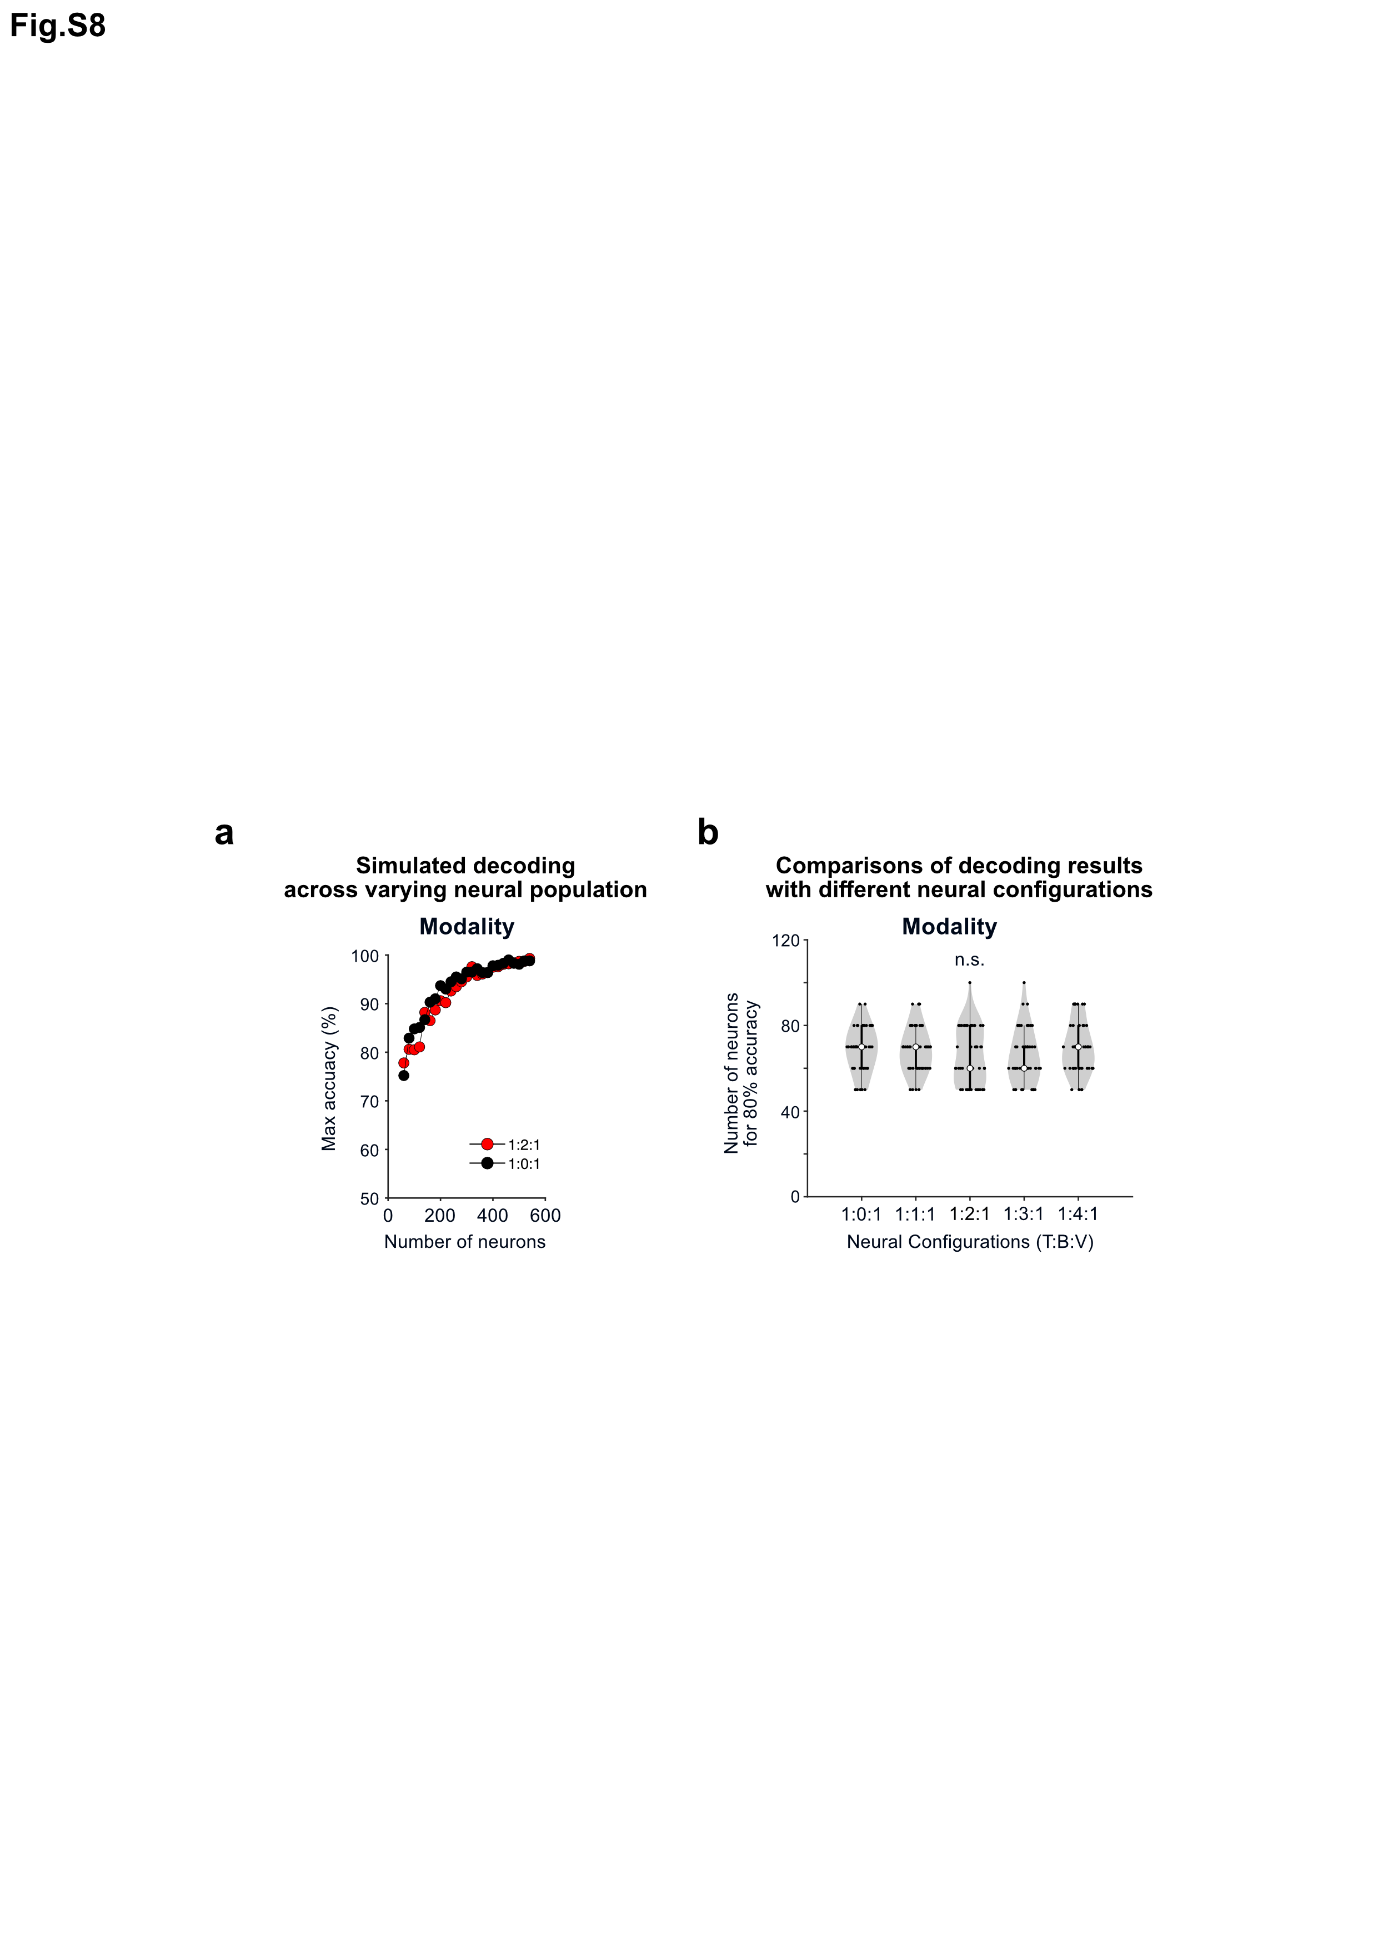 Fig.S8
a
Simulated decoding
across varying neural population
Modality
100
90
80
70
60
50
Max accuacy (%)
1:2:1
1:0:1
0 200 400 600
Number of neurons
b
Comparisons of decoding results
with different neural configurations
Modality
n.s.
120
80
40
0
Number of neurons
for 80% accuracy
1:0:1 1:1:1 1:2:1 1:3:1 1:4:1
Neural Configurations (T:B:V)